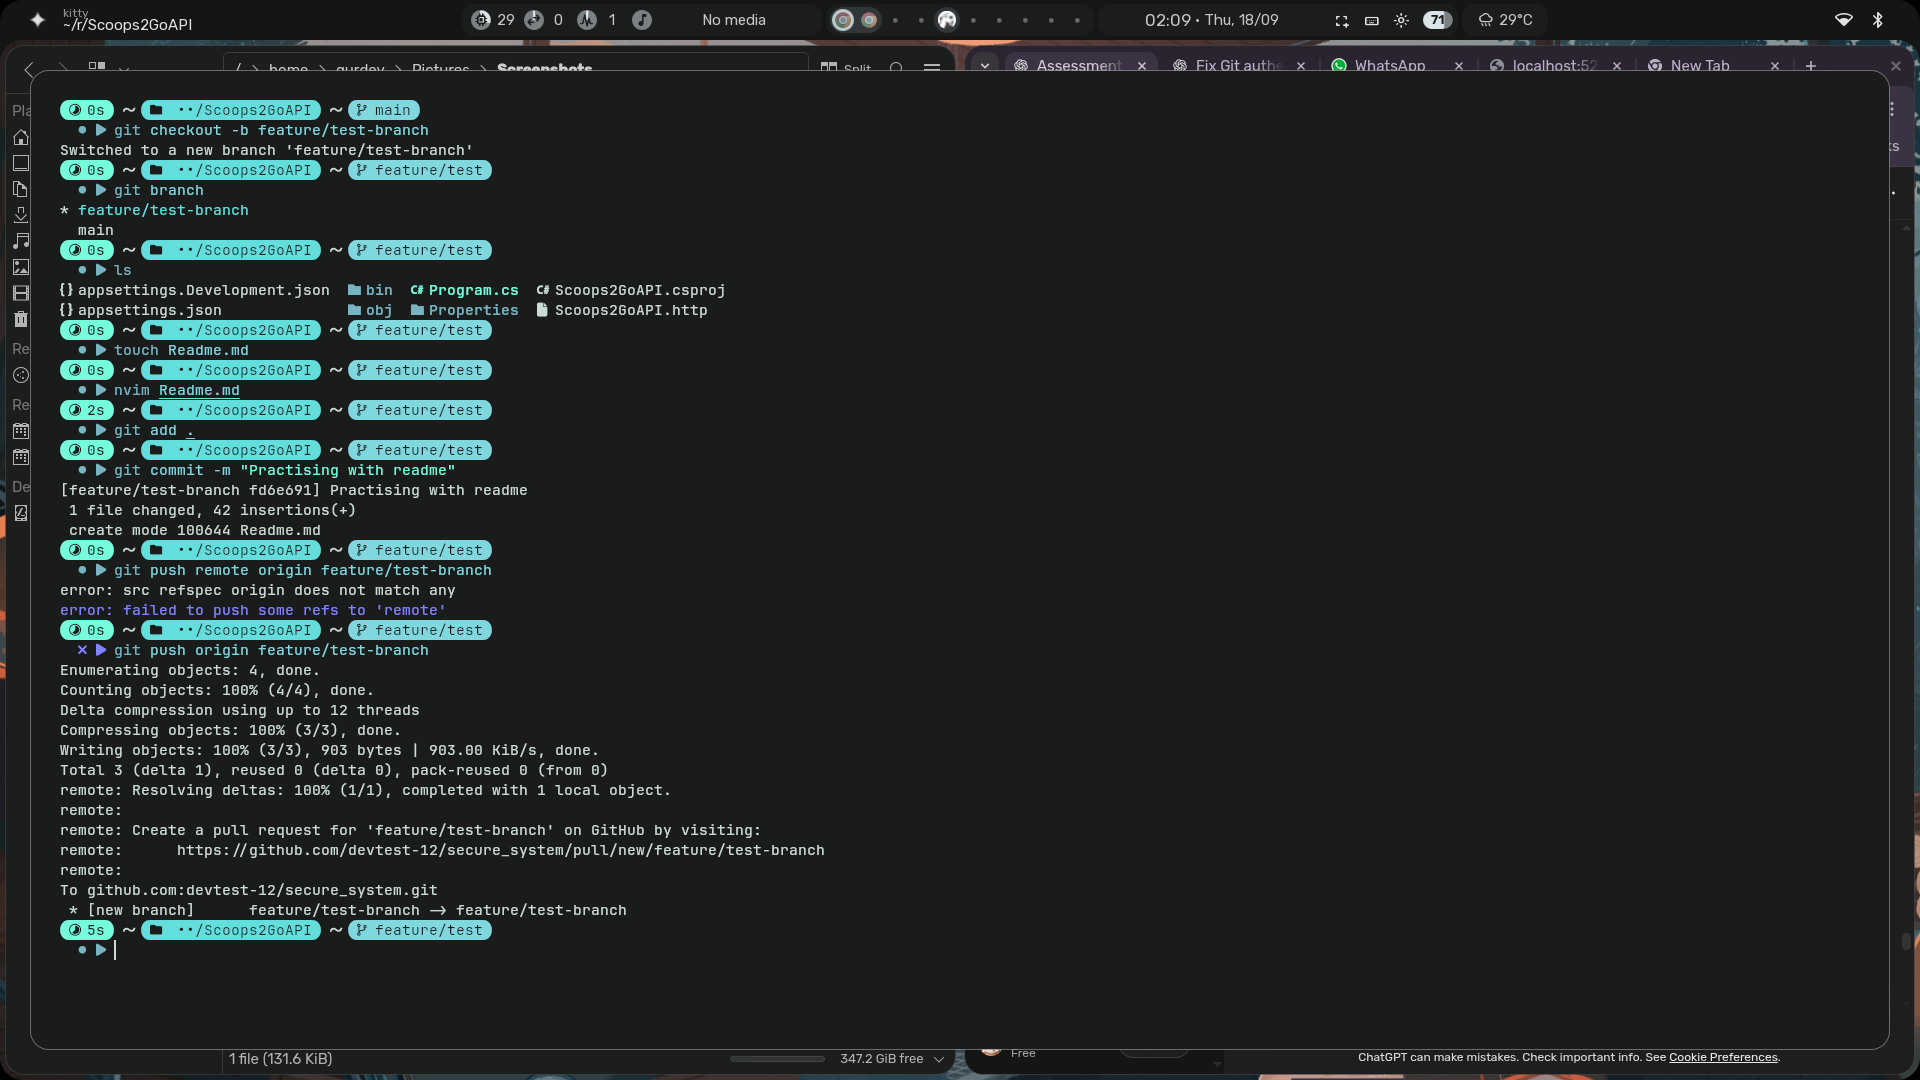 kitty
~/r/Scoops2GoAPI
29 0 1 No media
02:09 • Thu, 18/09
71 29°C
/ > home > gurdev > Pictures > Screenshots
Split
Assessment × Fix Git authe × WhatsApp × localhost:52 × New Tab × +
Pla
0s ~ ··/Scoops2GoAPI ~ main
git checkout -b feature/test-branch
Switched to a new branch 'feature/test-branch'
0s ~ ··/Scoops2GoAPI ~ feature/test
git branch
* feature/test-branch
main
0s ~ ··/Scoops2GoAPI ~ feature/test
ls
{} appsettings.Development.json bin C# Program.cs C# Scoops2GoAPI.csproj
{} appsettings.json obj Properties Scoops2GoAPI.http
0s ~ ··/Scoops2GoAPI ~ feature/test
Re
touch Readme.md
0s ~ ··/Scoops2GoAPI ~ feature/test
nvim Readme.md
Re
2s ~ ··/Scoops2GoAPI ~ feature/test
git add .
0s ~ ··/Scoops2GoAPI ~ feature/test
git commit -m "Practising with readme"
De
[feature/test-branch fd6e691] Practising with readme
1 file changed, 42 insertions(+)
create mode 100644 Readme.md
0s ~ ··/Scoops2GoAPI ~ feature/test
git push remote origin feature/test-branch
error: src refspec origin does not match any
error: failed to push some refs to 'remote'
0s ~ ··/Scoops2GoAPI ~ feature/test
× git push origin feature/test-branch
Enumerating objects: 4, done.
Counting objects: 100% (4/4), done.
Delta compression using up to 12 threads
Compressing objects: 100% (3/3), done.
Writing objects: 100% (3/3), 903 bytes | 903.00 KiB/s, done.
Total 3 (delta 1), reused 0 (delta 0), pack-reused 0 (from 0)
remote: Resolving deltas: 100% (1/1), completed with 1 local object.
remote:
remote: Create a pull request for 'feature/test-branch' on GitHub by visiting:
remote: https://github.com/devtest-12/secure_system/pull/new/feature/test-branch
remote:
To github.com:devtest-12/secure_system.git
* [new branch] feature/test-branch -> feature/test-branch
5s ~ ··/Scoops2GoAPI ~ feature/test
1 file (131.6 KiB)
347.2 GiB free
Free
ChatGPT can make mistakes. Check important info. See Cookie Preferences.